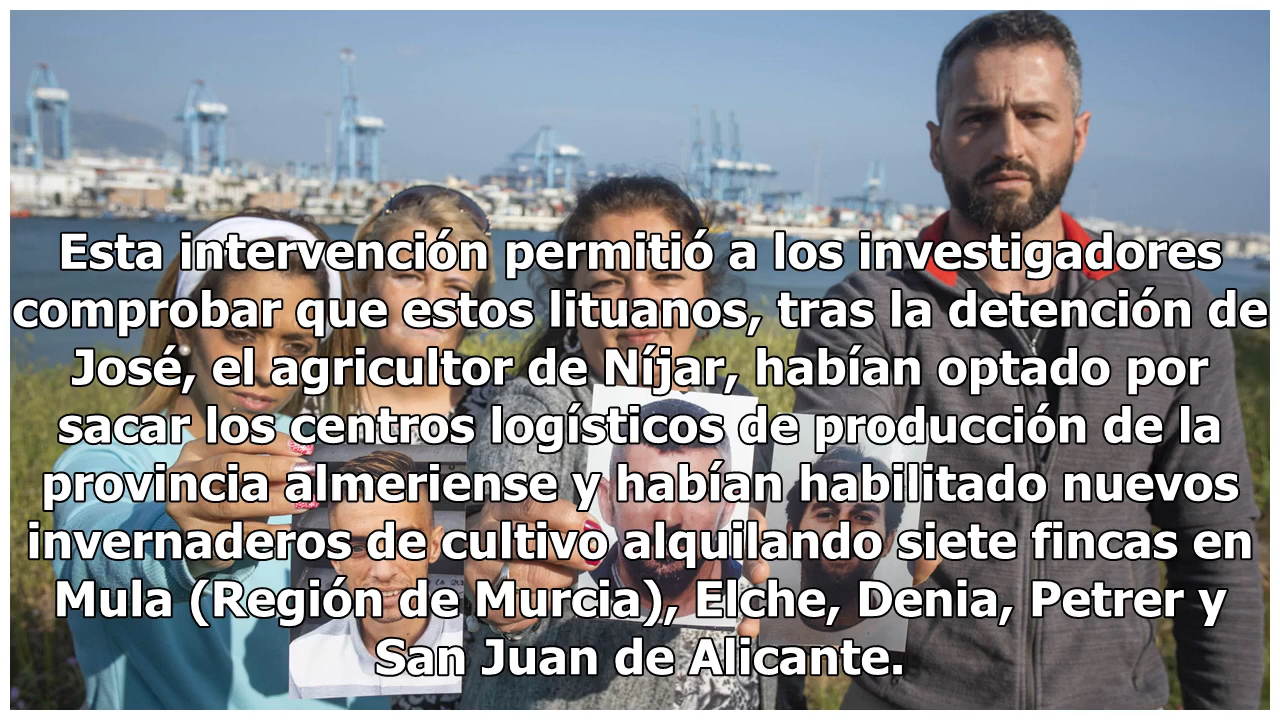 Esta intervención permitió a los investigadores
comprobar que estos lituanos, tras la detención de
José, el agricultor de Níjar, habían optado por
sacar los centros logísticos de producción de la
provincia almeriense y habían habilitado nuevos
invernaderos de cultivo alquilando siete fincas en
Mula (Región de Murcia), Elche, Denia, Petrer y
San Juan de Alicante.